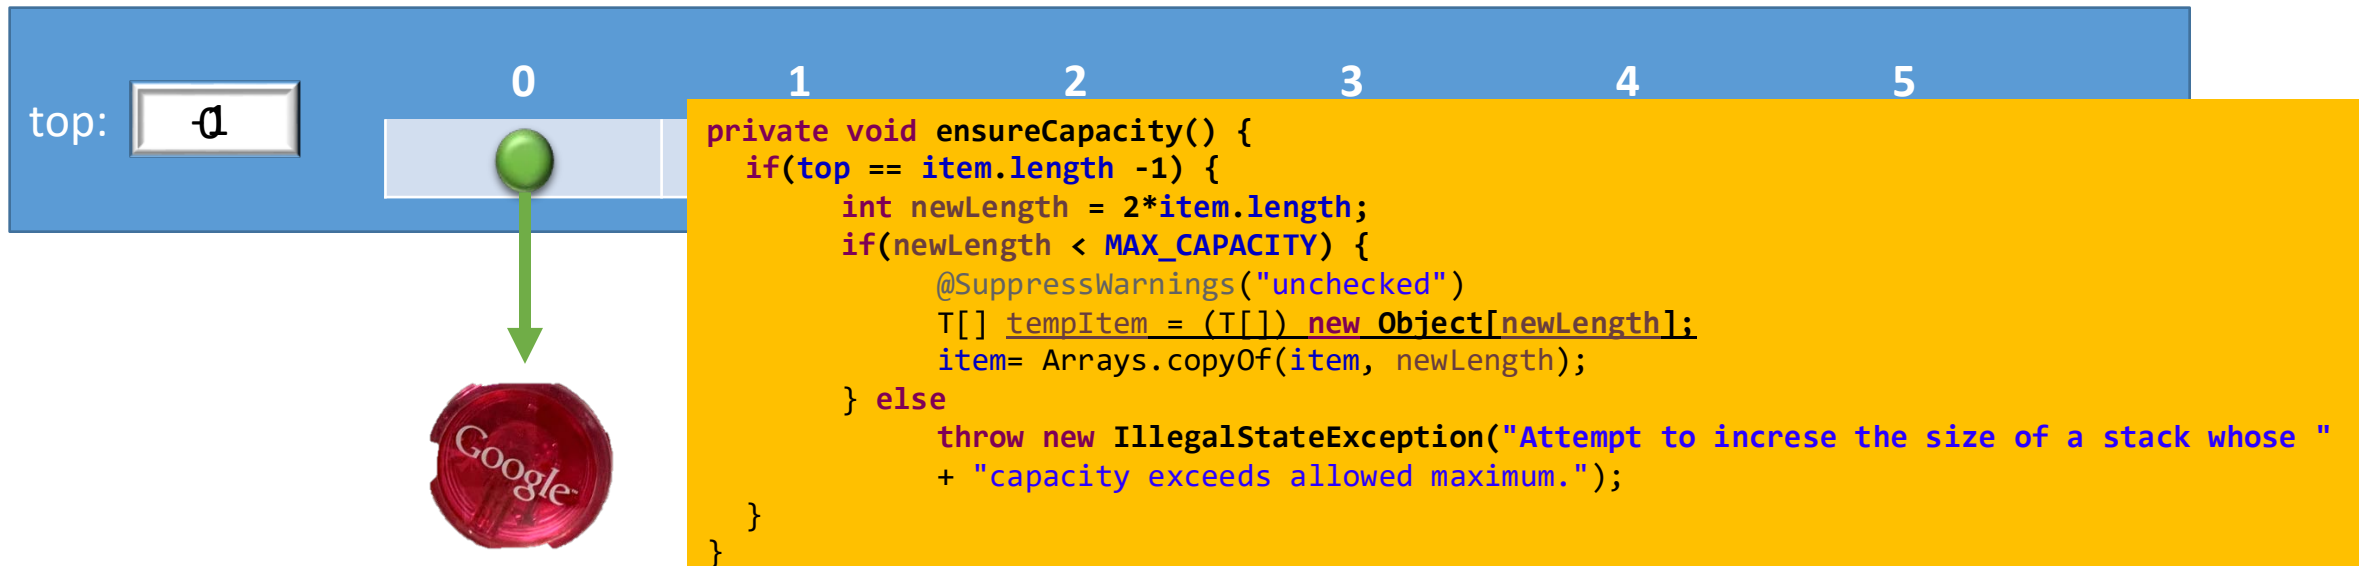 0 1 2 3 4 5
top:
private void ensureCapacity() {
if(top == item.length -1) {
int newLength = 2*item.length;
if(newLength < MAX_CAPACITY) {
@SuppressWarnings("unchecked")
T[] tempItem = (T[]) new Object[newLength];
item= Arrays.copyOf(item, newLength);
} else
throw new IllegalStateException("Attempt to increse the size of a stack whose "
+ "capacity exceeds allowed maximum.");
}
}
Google